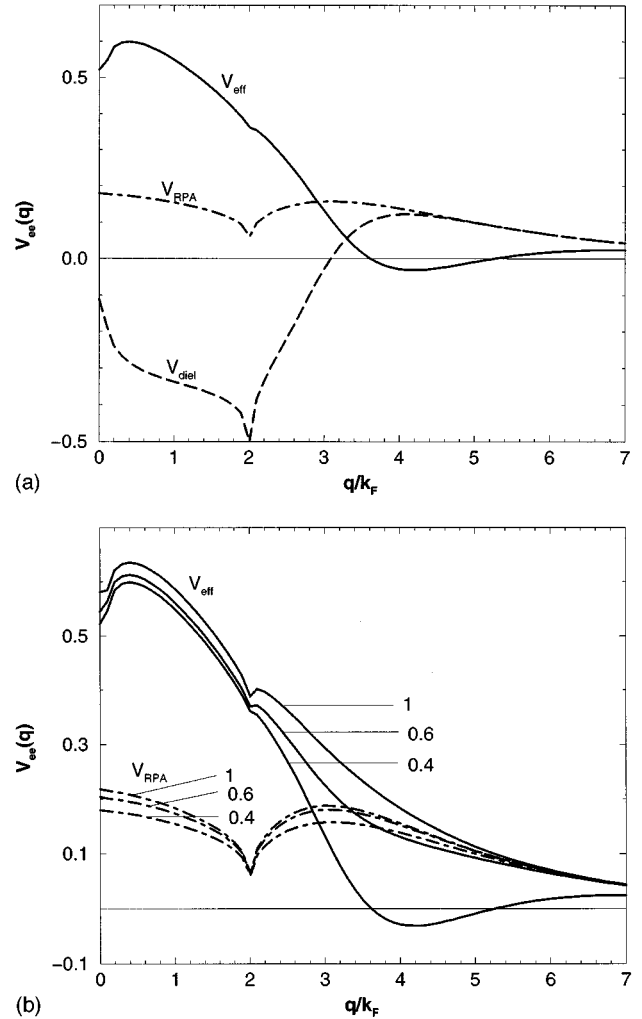 0.5
V_eff
V_RPA
V_ee(q)
0.0
V_diel
−0.5
0 1 2 3 4 5 6 7
(a)
q/k_F
V_eff
0.5
1
0.6
V_ee(q)
0.3
0.4
V_RPA
1
0.6
0.4
0.1
−0.1
0 1 2 3 4 5 6 7
(b)
q/k_F